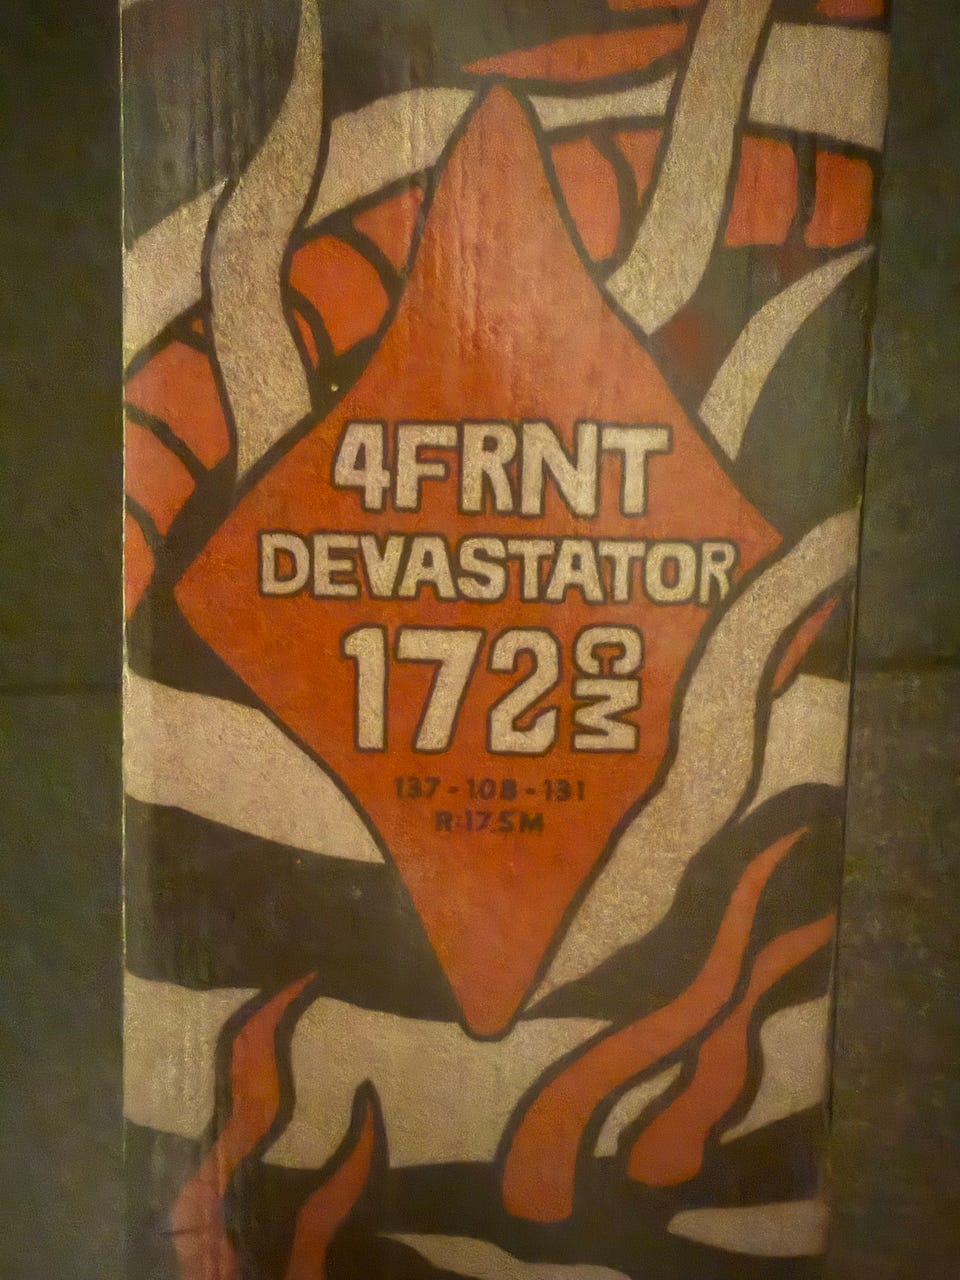 4FRNT
DEVASTATOR
172 CM
137 - 108 - 131
R:17.5M